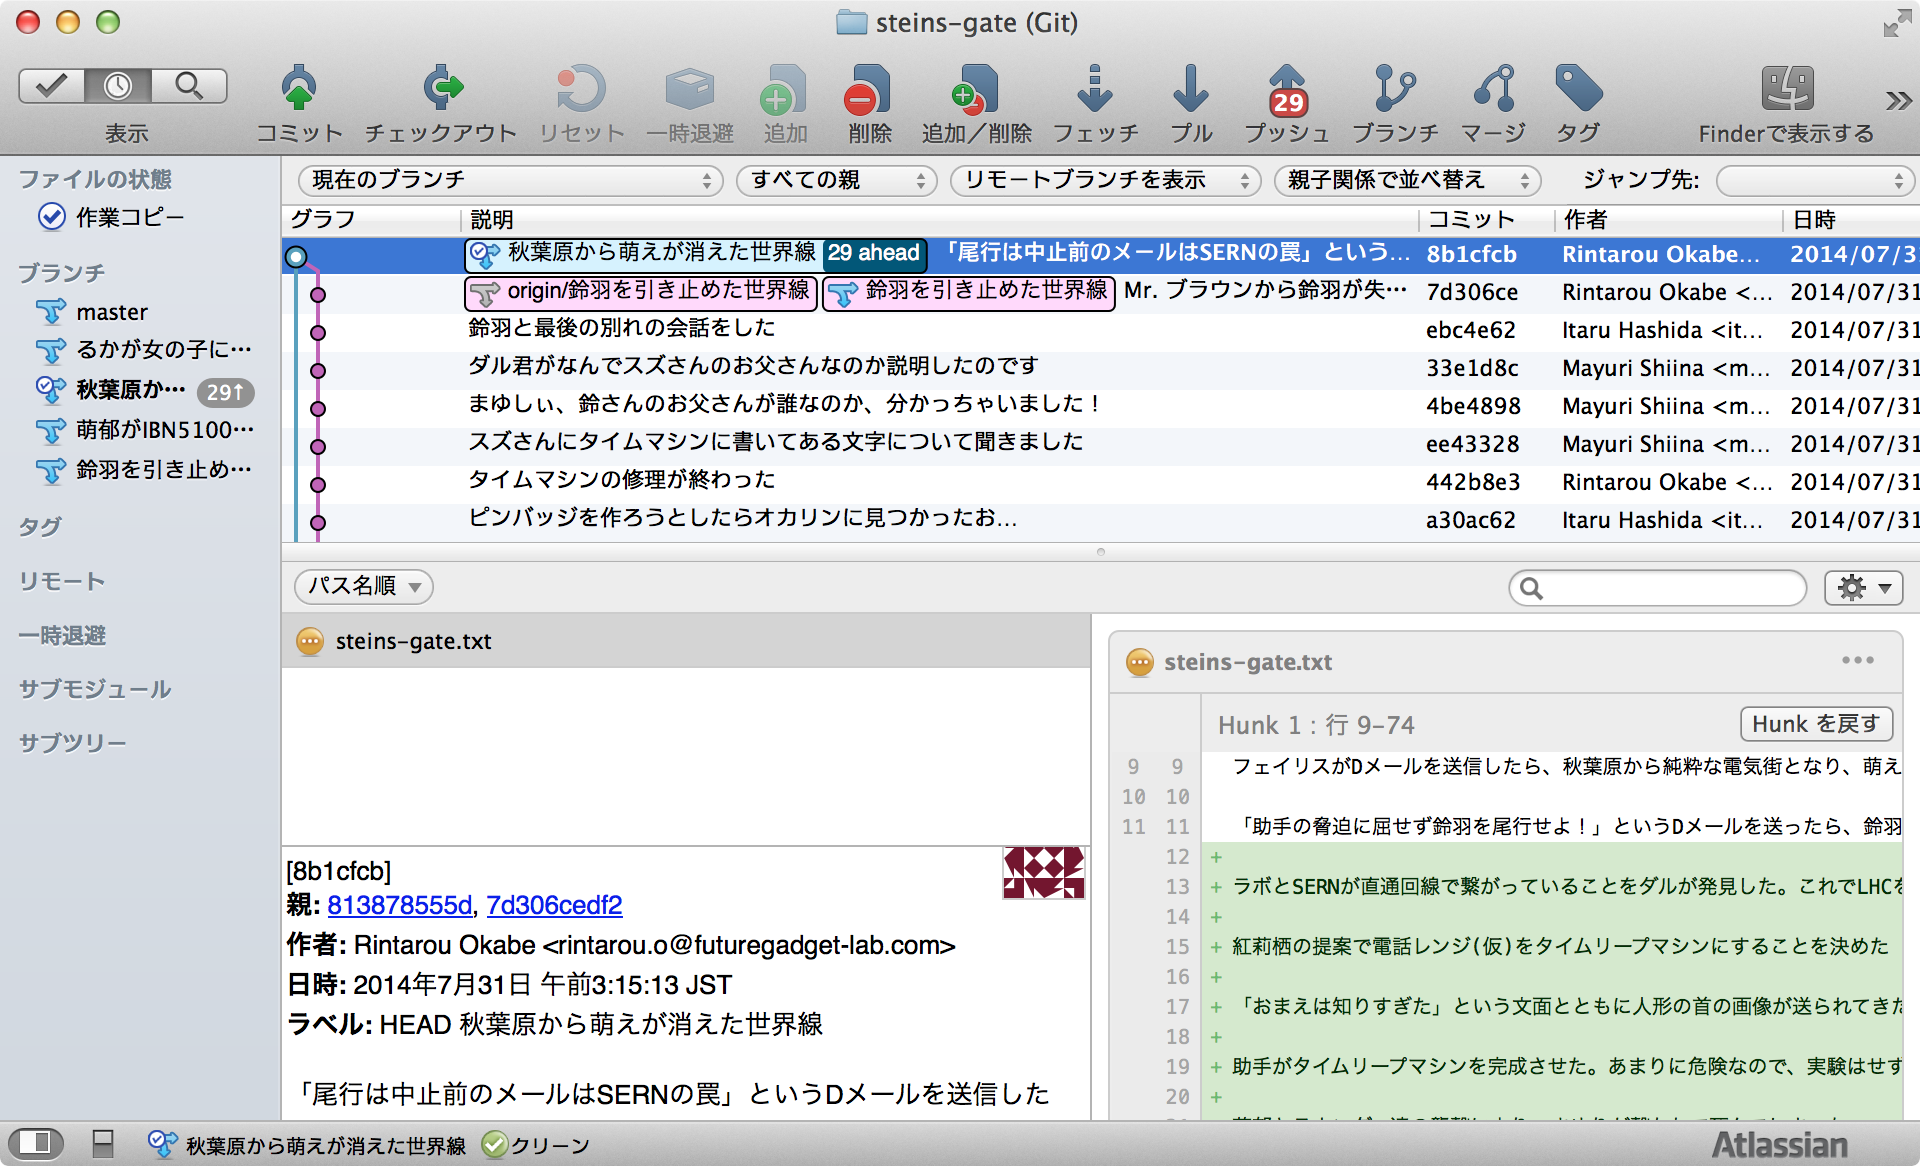 steins-gate (Git)
表示 コミット チェックアウト リセット 一時退避 追加 削除 追加／削除 フェッチ プル 29 プッシュ ブランチ マージ タグ Finderで表示する
ファイルの状態
作業コピー
ブランチ
master
るかが女の子に…
秋葉原か… 29↑
萌郁がIBN5100…
鈴羽を引き止め…
タグ
リモート
一時退避
サブモジュール
サブツリー
現在のブランチ すべての親 リモートブランチを表示 親子関係で並べ替え ジャンプ先:
グラフ 説明 コミット 作者 日時
秋葉原から萌えが消えた世界線 29 ahead 「尾行は中止前のメールはSERNの罠」という… 8b1cfcb Rintarou Okabe… 2014/07/3
origin/鈴羽を引き止めた世界線 鈴羽を引き止めた世界線 Mr. ブラウンから鈴羽が失… 7d306ce Rintarou Okabe <… 2014/07/31
鈴羽と最後の別れの会話をした ebc4e62 Itaru Hashida <it… 2014/07/31
ダル君がなんでスズさんのお父さんなのか説明したのです 33e1d8c Mayuri Shiina <m… 2014/07/31
まゆしぃ、鈴さんのお父さんが誰なのか、分かっちゃいました！ 4be4898 Mayuri Shiina <m… 2014/07/31
スズさんにタイムマシンに書いてある文字について聞きました ee43328 Mayuri Shiina <m… 2014/07/31
タイムマシンの修理が終わった 442b8e3 Rintarou Okabe <… 2014/07/31
ピンバッジを作ろうとしたらオカリンに見つかったお… a30ac62 Itaru Hashida <it… 2014/07/31
パス名順
steins-gate.txt
[8b1cfcb]
親: 813878555d, 7d306cedf2
作者: Rintarou Okabe <rintarou.o@futuregadget-lab.com>
日時: 2014年7月31日 午前3:15:13 JST
ラベル: HEAD 秋葉原から萌えが消えた世界線
「尾行は中止前のメールはSERNの罠」というDメールを送信した
steins-gate.txt
Hunk 1 : 行 9-74 Hunk を戻す
9 9 フェイリスがDメールを送信したら、秋葉原から純粋な電気街となり、萌え
10 10
11 11 「助手の脅迫に屈せず鈴羽を尾行せよ！」というDメールを送ったら、鈴羽
12 +
13 + ラボとSERNが直通回線で繋がっていることをダルが発見した。これでLHCを
14 +
15 + 紅莉栖の提案で電話レンジ(仮)をタイムリープマシンにすることを決めた
16 +
17 + 「おまえは知りすぎた」という文面とともに人形の首の画像が送られてきた
18 +
19 + 助手がタイムリープマシンを完成させた。あまりに危険なので、実験はせず
20 +
秋葉原から萌えが消えた世界線 クリーン
Atlassian